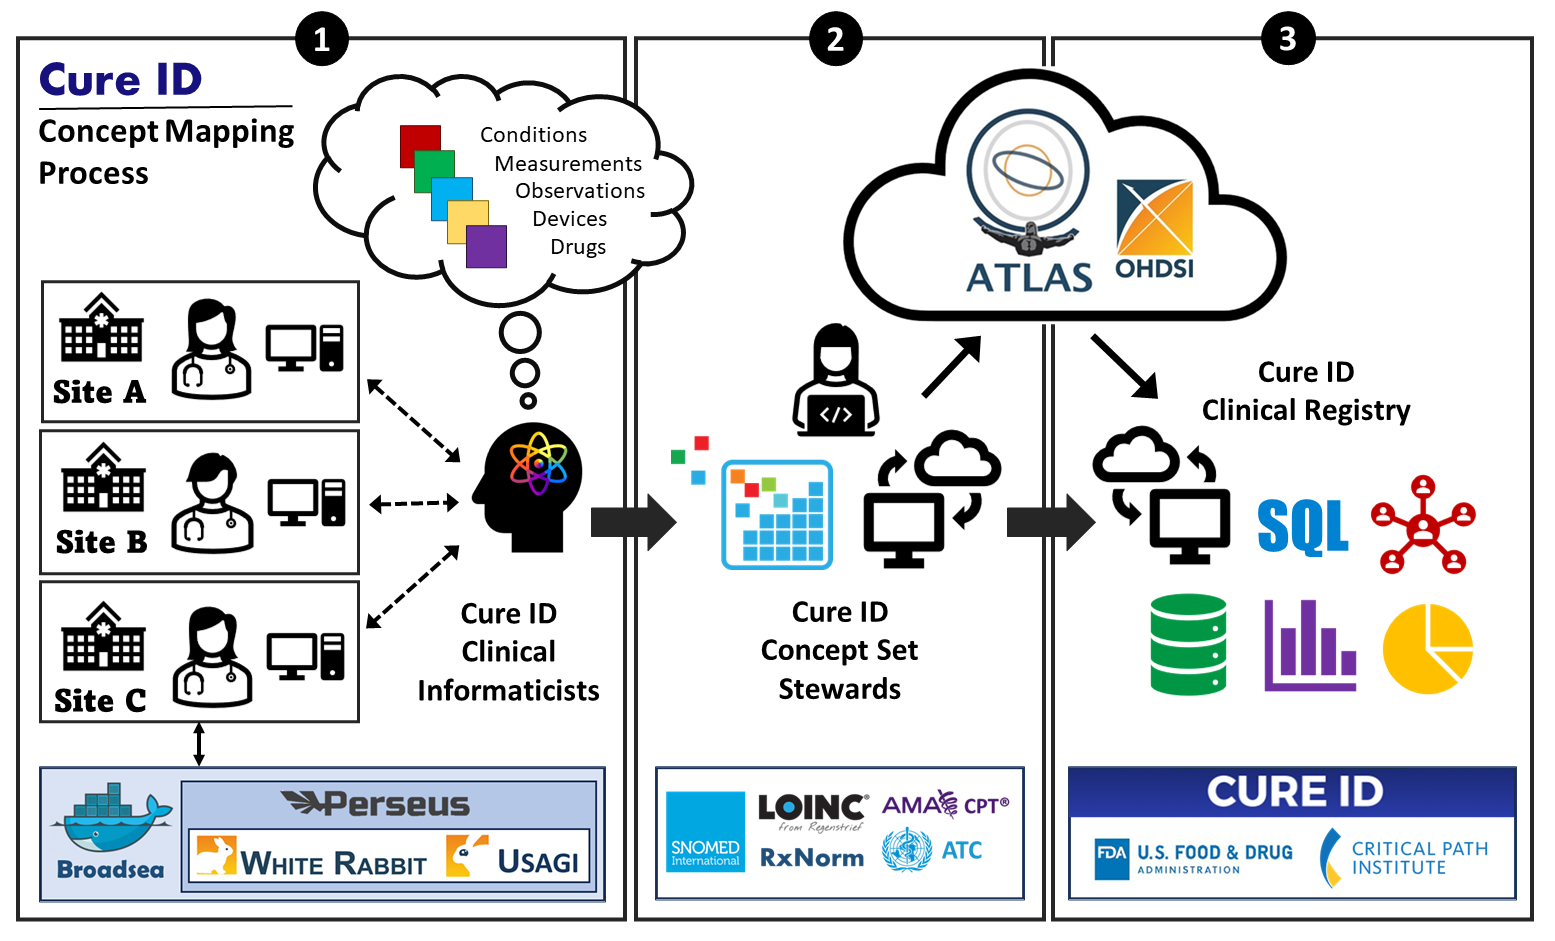 1
2
3
Cure ID
Concept Mapping
Process
Conditions
Measurements
Observations
Devices
Drugs
Site A
Site B
Site C
Cure ID
Clinical
Informaticists
Broadsea
Perseus
WHITE RABBIT
USAGI
</>
Cure ID
Concept Set
Stewards
SNOMED
International
LOINC®
from Regenstrief
AMA CPT®
RxNorm
ATC
ATLAS
OHDSI
Cure ID
Clinical Registry
SQL
CURE ID
FDA
U.S. FOOD & DRUG
ADMINISTRATION
CRITICAL PATH
INSTITUTE